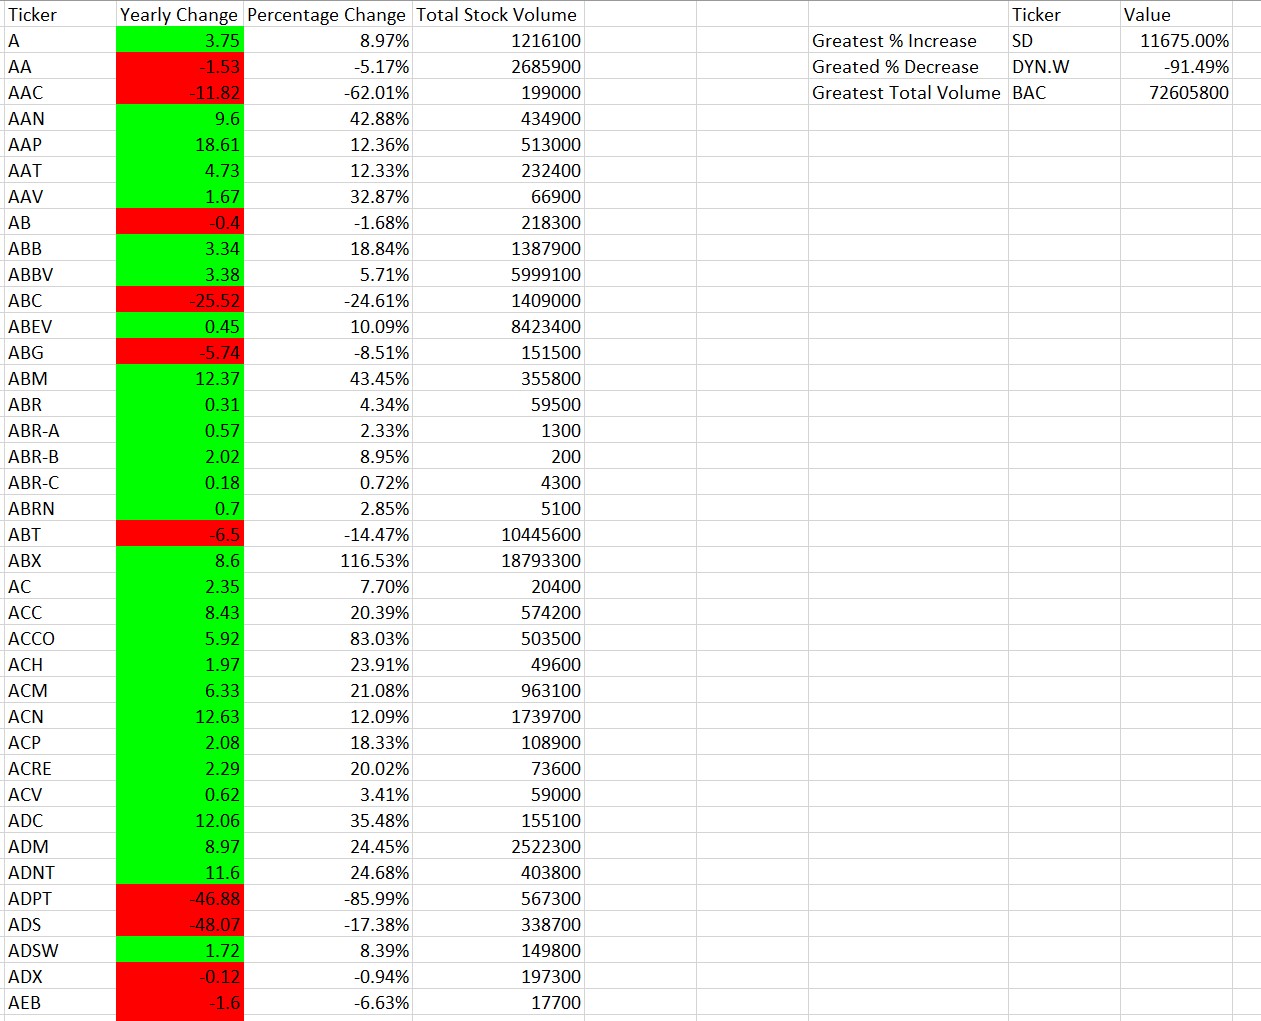 Ticker Yearly Change Percentage Change Total Stock Volume Ticker Value
A 3.75 8.97% 1216100 Greatest % Increase SD 11675.00%
AA -1.53 -5.17% 2685900 Greated % Decrease DYN.W -91.49%
AAC -11.82 -62.01% 199000 Greatest Total Volume BAC 72605800
AAN 9.6 42.88% 434900
AAP 18.61 12.36% 513000
AAT 4.73 12.33% 232400
AAV 1.67 32.87% 66900
AB -0.4 -1.68% 218300
ABB 3.34 18.84% 1387900
ABBV 3.38 5.71% 5999100
ABC -25.52 -24.61% 1409000
ABEV 0.45 10.09% 8423400
ABG -5.74 -8.51% 151500
ABM 12.37 43.45% 355800
ABR 0.31 4.34% 59500
ABR-A 0.57 2.33% 1300
ABR-B 2.02 8.95% 200
ABR-C 0.18 0.72% 4300
ABRN 0.7 2.85% 5100
ABT -6.5 -14.47% 10445600
ABX 8.6 116.53% 18793300
AC 2.35 7.70% 20400
ACC 8.43 20.39% 574200
ACCO 5.92 83.03% 503500
ACH 1.97 23.91% 49600
ACM 6.33 21.08% 963100
ACN 12.63 12.09% 1739700
ACP 2.08 18.33% 108900
ACRE 2.29 20.02% 73600
ACV 0.62 3.41% 59000
ADC 12.06 35.48% 155100
ADM 8.97 24.45% 2522300
ADNT 11.6 24.68% 403800
ADPT -46.88 -85.99% 567300
ADS -48.07 -17.38% 338700
ADSW 1.72 8.39% 149800
ADX -0.12 -0.94% 197300
AEB -1.6 -6.63% 17700